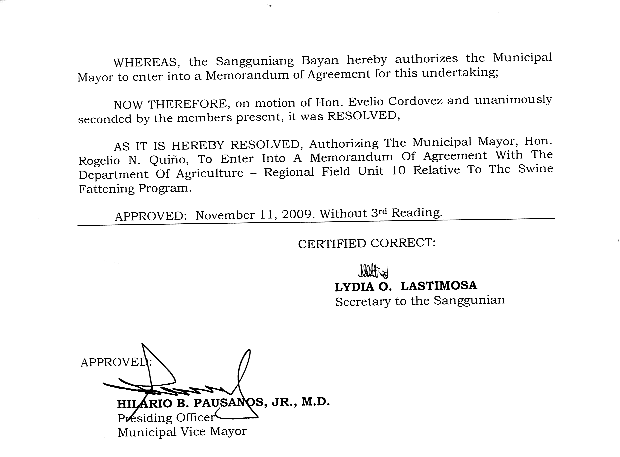 WHEREAS, the Sangguniang Bayan hereby authorizes the Municipal
Mayor to enter into a Memorandum of Agreement for this undertaking;
NOW THEREFORE, on motion of Hon. Evelio Cordovez and unanimously
seconded by the members present, it was RESOLVED,
AS IT IS HEREBY RESOLVED, Authorizing The Municipal Mayor, Hon.
Rogelio N. Quiño, To Enter Into A Memorandum Of Agreement With The
Department Of Agriculture – Regional Field Unit 10 Relative To The Swine
Fattening Program.
APPROVED: November 11, 2009. Without 3rd Reading.
CERTIFIED CORRECT:
LYDIA O. LASTIMOSA
Secretary to the Sanggunian
APPROVED:
HILARIO B. PAUSANOS, JR., M.D.
Presiding Officer
Municipal Vice Mayor